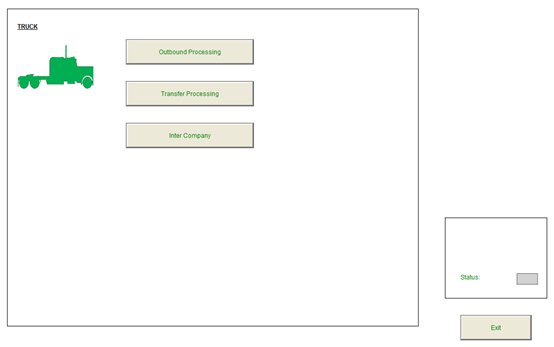 TRUCK
Outbound Processing
Transfer Processing
Inter Company
Status:
Exit